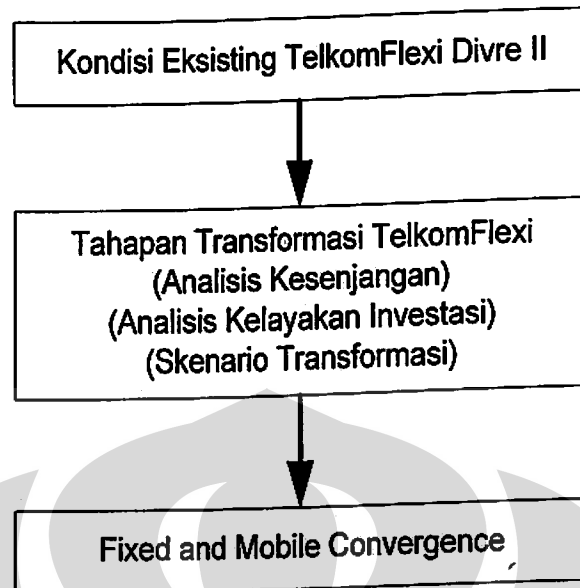 Kondisi Eksisting TelkomFlexi Divre II
Tahapan Transformasi TelkomFlexi
(Analisis Kesenjangan)
(Analisis Kelayakan Investasi)
(Skenario Transformasi)
Fixed and Mobile Convergence